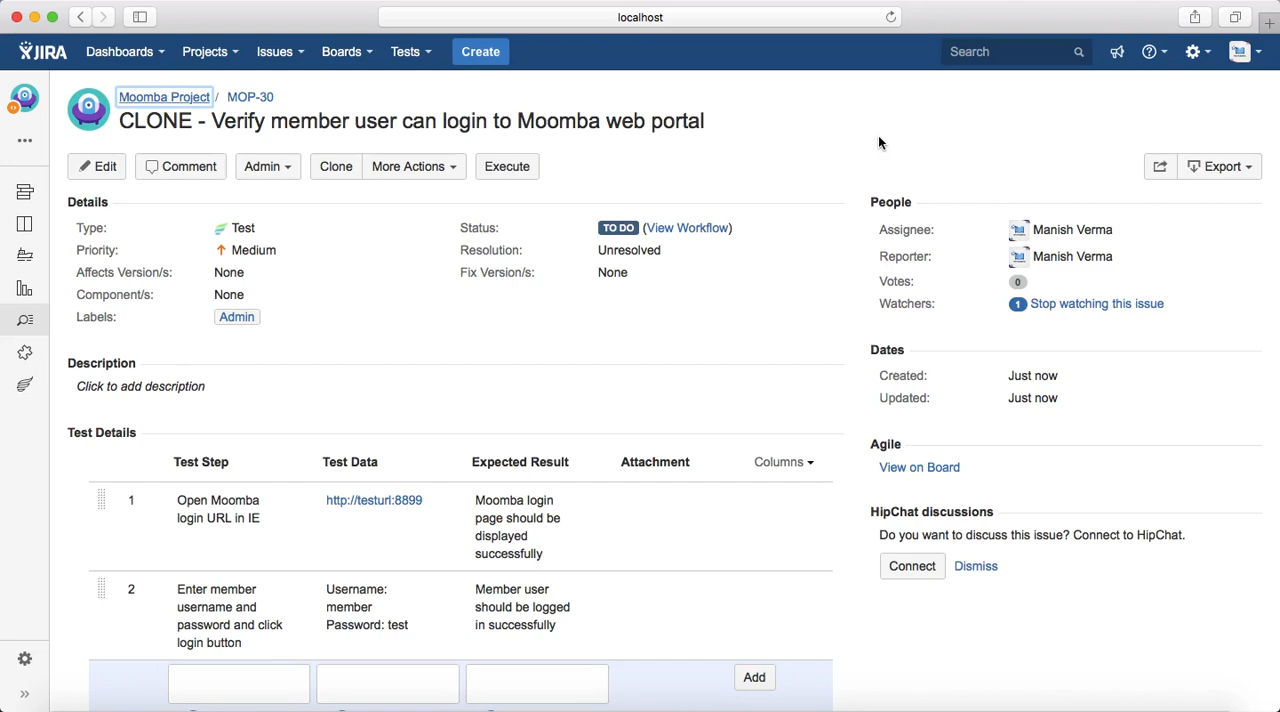 localhost
JIRA Dashboards Projects Issues Boards Tests Create Search
Moomba Project / MOP-30
CLONE - Verify member user can login to Moomba web portal
Edit Comment Admin Clone More Actions Execute Export
Details
Type: Test
Priority: Medium
Affects Version/s: None
Component/s: None
Labels: Admin
Status: TO DO (View Workflow)
Resolution: Unresolved
Fix Version/s: None
Description
Click to add description
Test Details
Test Step Test Data Expected Result Attachment Columns
1
Open Moomba
login URL in IE
http://testurl:8899
Moomba login
page should be
displayed
successfully
2
Enter member
username and
password and click
login button
Username:
member
Password: test
Member user
should be logged
in successfully
Add
People
Assignee: Manish Verma
Reporter: Manish Verma
Votes: 0
Watchers: 1 Stop watching this issue
Dates
Created: Just now
Updated: Just now
Agile
View on Board
HipChat discussions
Do you want to discuss this issue? Connect to HipChat.
Connect Dismiss